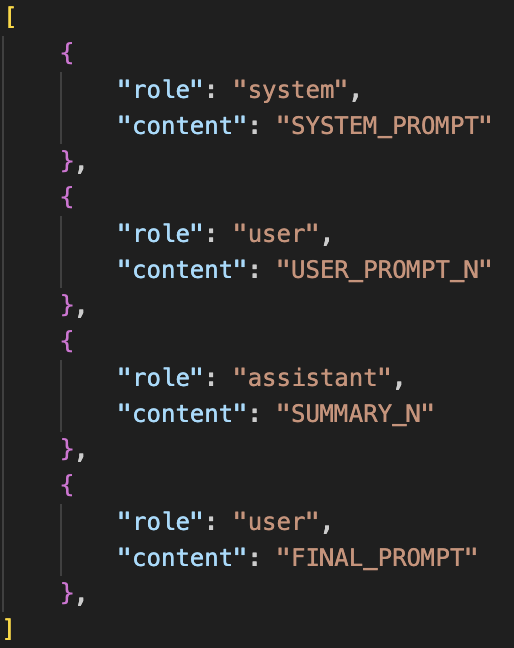 [
    {
        "role": "system",
        "content": "SYSTEM_PROMPT"
    },
    {
        "role": "user",
        "content": "USER_PROMPT_N"
    },
    {
        "role": "assistant",
        "content": "SUMMARY_N"
    },
    {
        "role": "user",
        "content": "FINAL_PROMPT"
    },
]